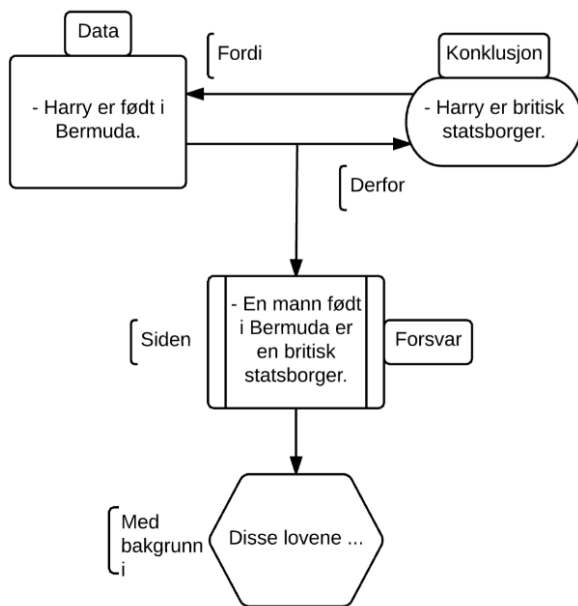 Data
Fordi
Konklusjon
- Harry er født i
Bermuda.
- Harry er britisk
statsborger.
Derfor
Siden
- En mann født
i Bermuda er
en britisk
statsborger.
Forsvar
Med
bakgrunn
i
Disse lovene ...